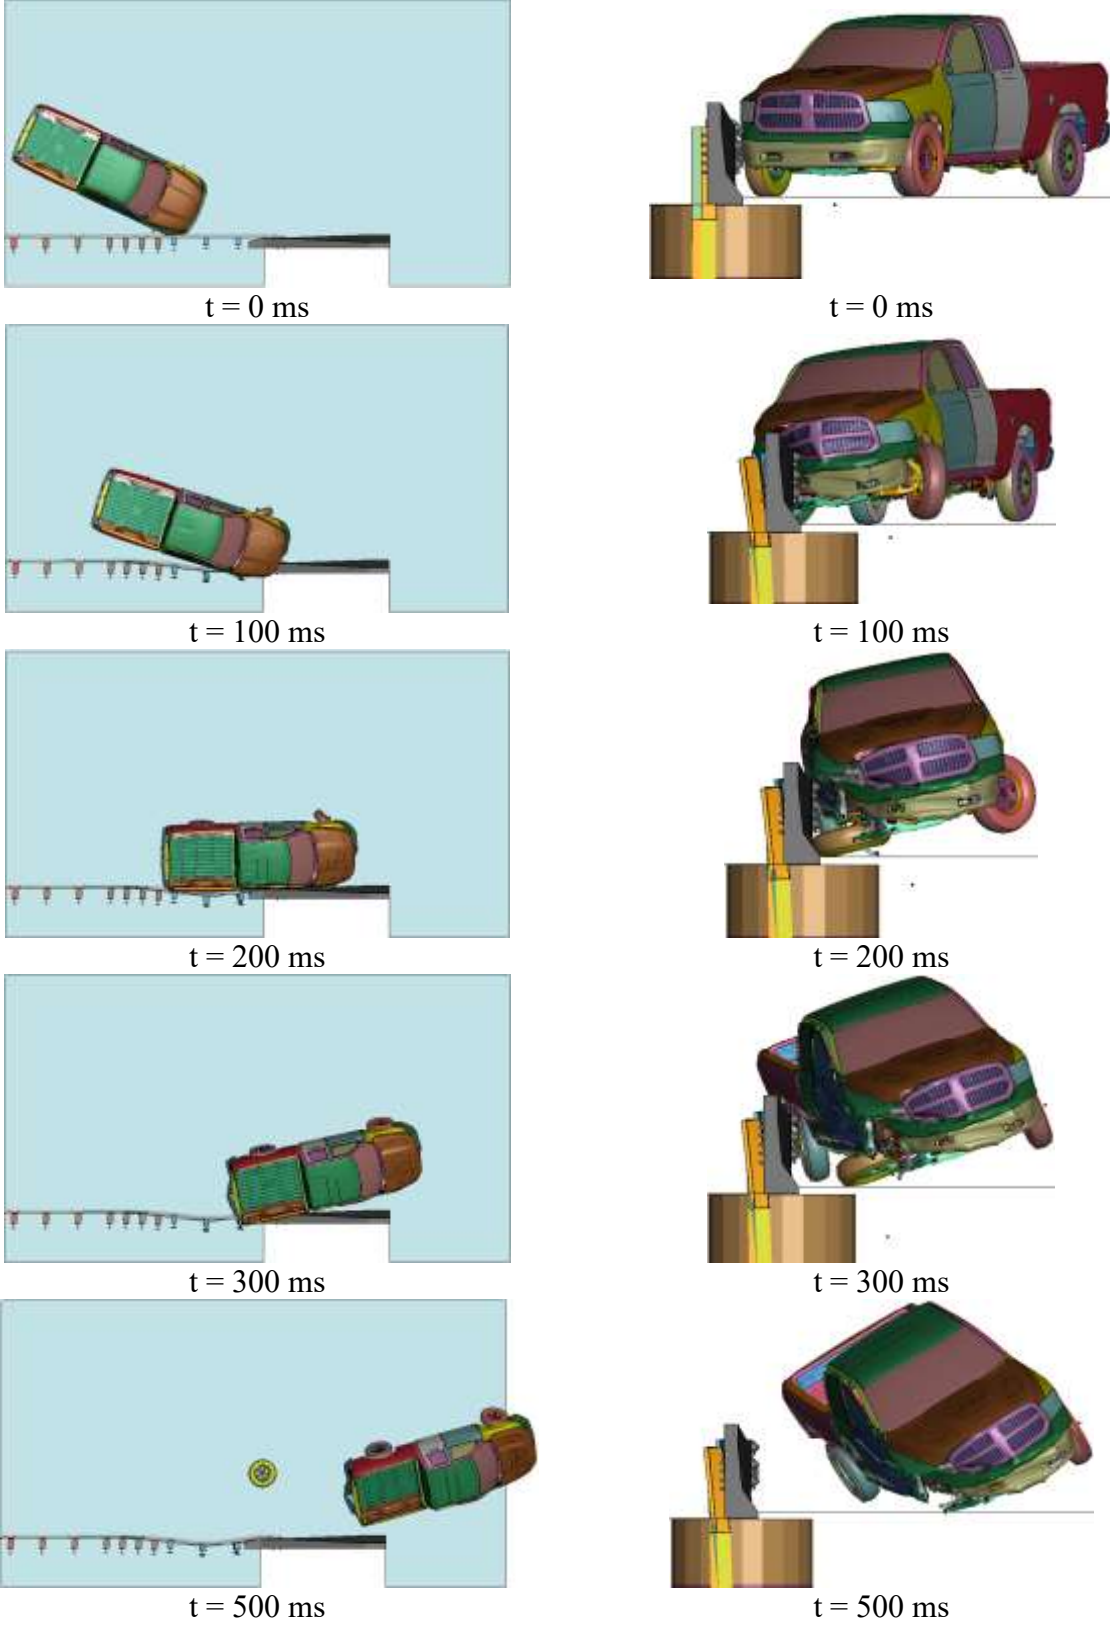 t = 0 ms
t = 0 ms
t = 100 ms
t = 100 ms
t = 200 ms
t = 200 ms
t = 300 ms
t = 300 ms
t = 500 ms
t = 500 ms